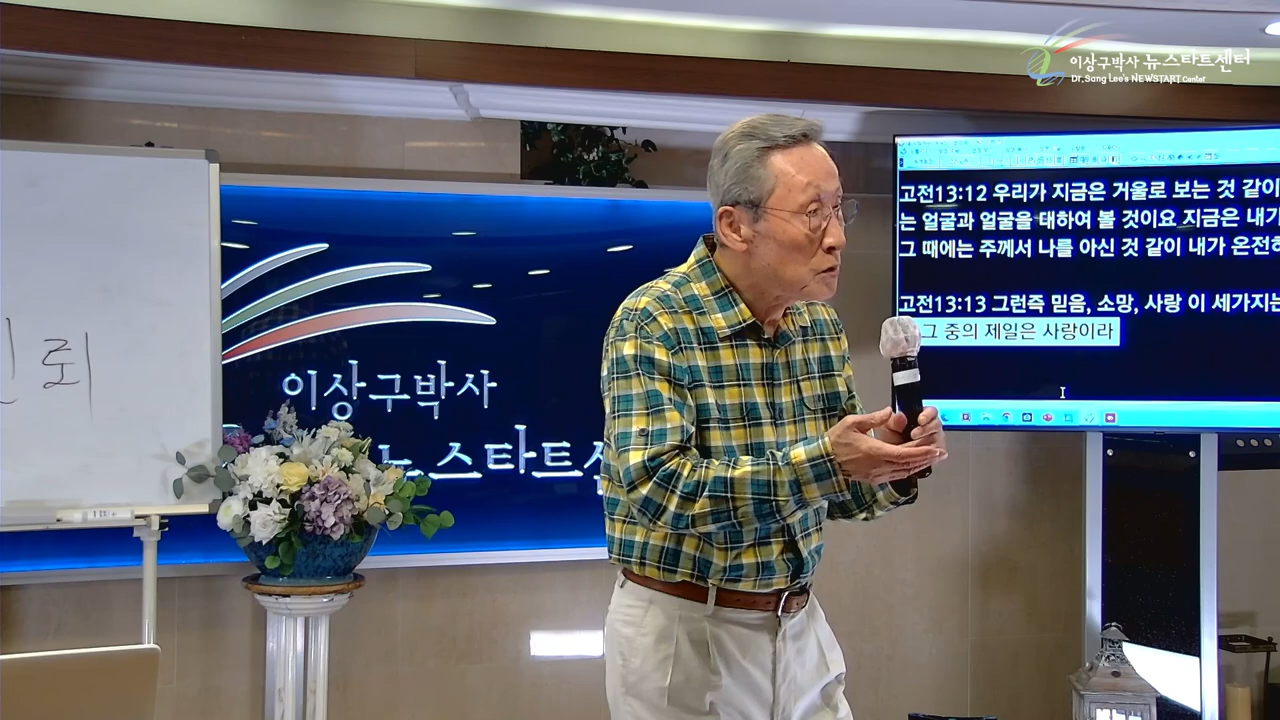 이상구박사 뉴스타트센터
Dr. Sang Lee's NEWSTART Center
고전13:12 우리가 지금은 거울로 보는 것 같이
는 얼굴과 얼굴을 대하여 볼 것이요 지금은 내가
그 때에는 주께서 나를 아신 것 같이 내가 온전히
고전13:13 그런즉 믿음, 소망, 사랑 이 세가지는
그 중의 제일은 사랑이라
뢰
이상구박사
뉴스타트